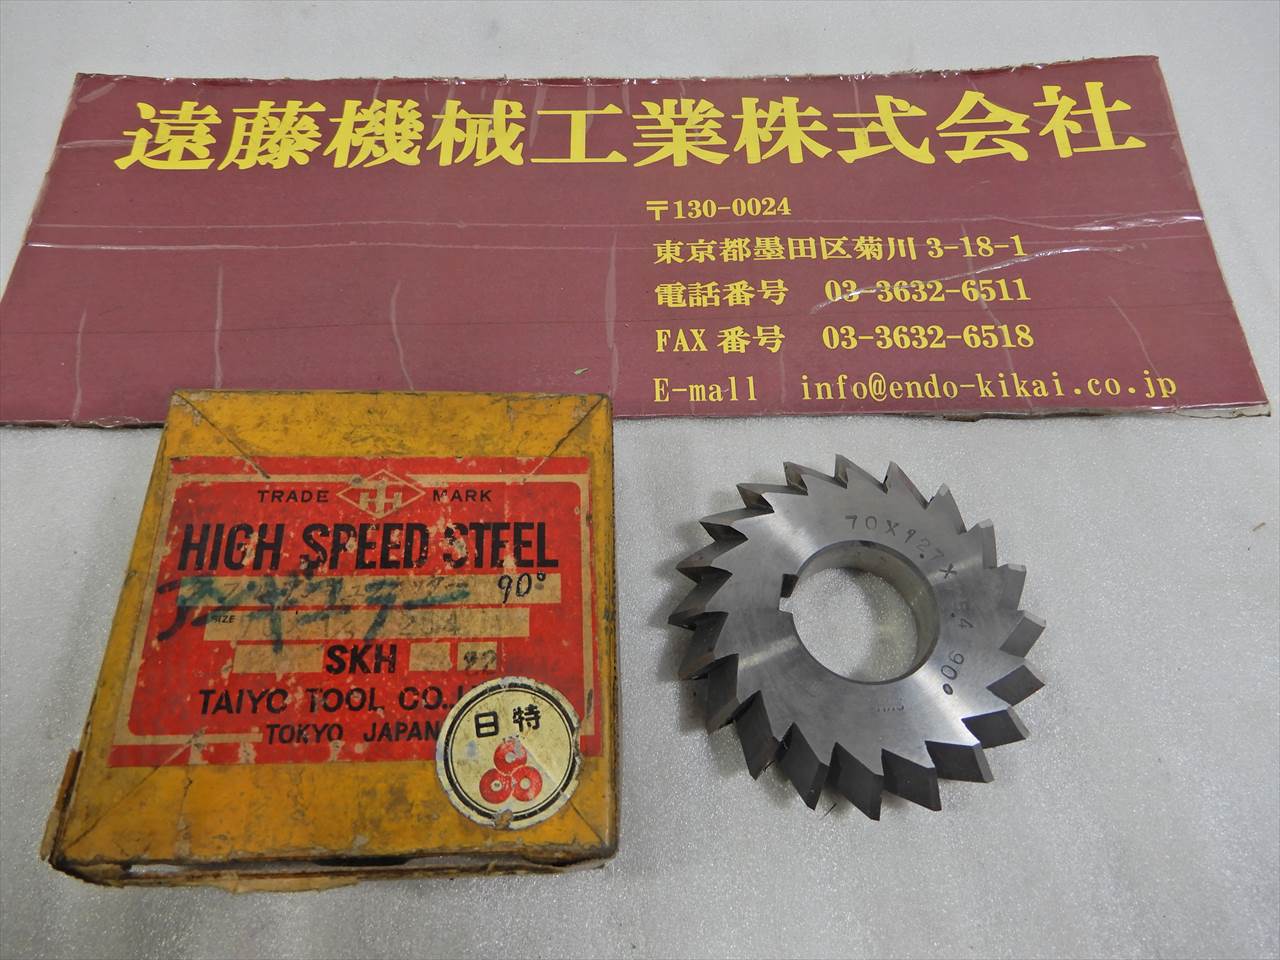 遠藤機械工業株式会社
〒130-0024
東京都墨田区菊川 3-18-1
電話番号 03-3632-6511
FAX 番号 03-3632-6518
E-mall info@endo-kikai.co.jp
TRADE MARK
HIGH SPEED STEEL
90°
SIZE
SKH
TAIYO TOOL CO.
TOKYO JAPAN
日特
70X
4 90°